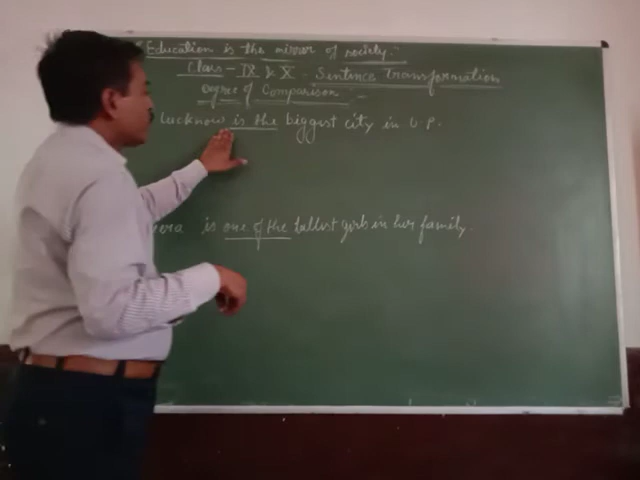 Education is the mirror of society:-
Class - IX & X - Sentence Transformation
Degree of Comparison -
Lucknow is the biggest city in U.P.
is one of the tallest girls in her family.